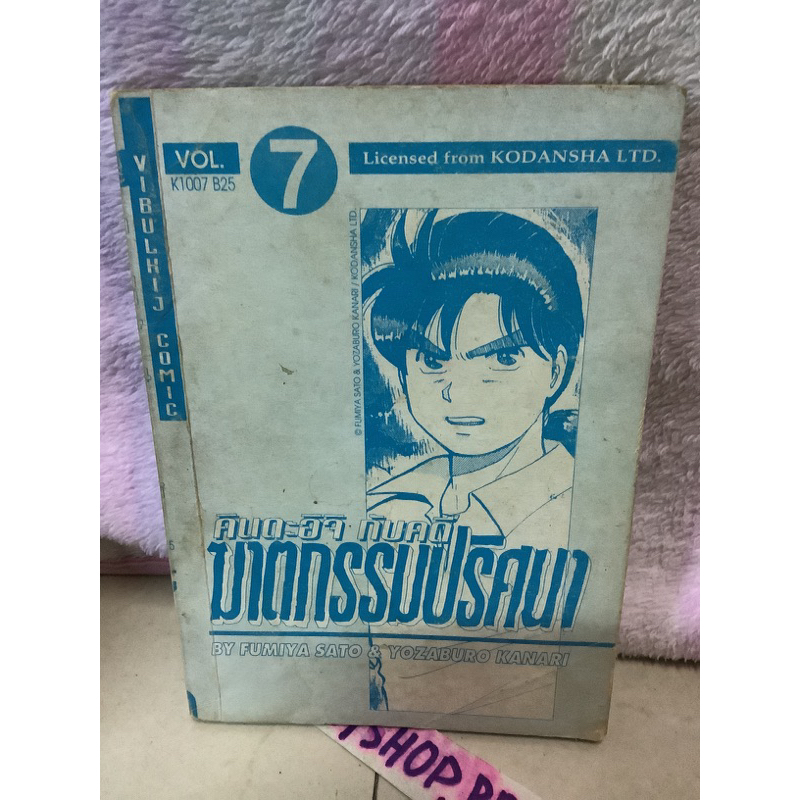 VIBULKIJ COMIC
VOL.
7
K1007 B25
Licensed from KODANSHA LTD.
© FUMIYA SATO & YOZABURO KANARI / KODANSHA LTD.
คินดะอิจิ กับคดี
ฆาตกรรมปริศนา
BY FUMIYA SATO & YOZABURO KANARI